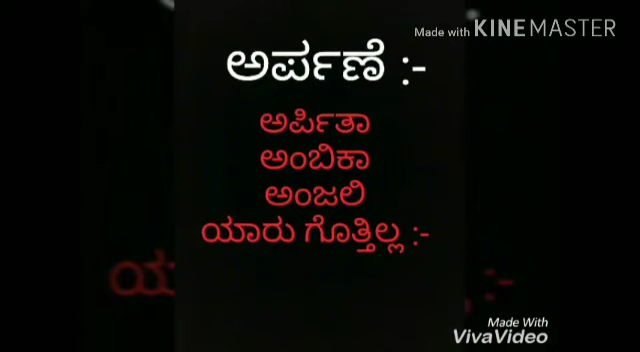 Made with KINEMASTER
ಅರ್ಪಣೆ :-
ಅರ್ಪಿತಾ
ಅಂಬಿಕಾ
ಅಂಜಲಿ
ಯಾರು ಗೊತ್ತಿಲ್ಲ :-
Made With
VivaVideo